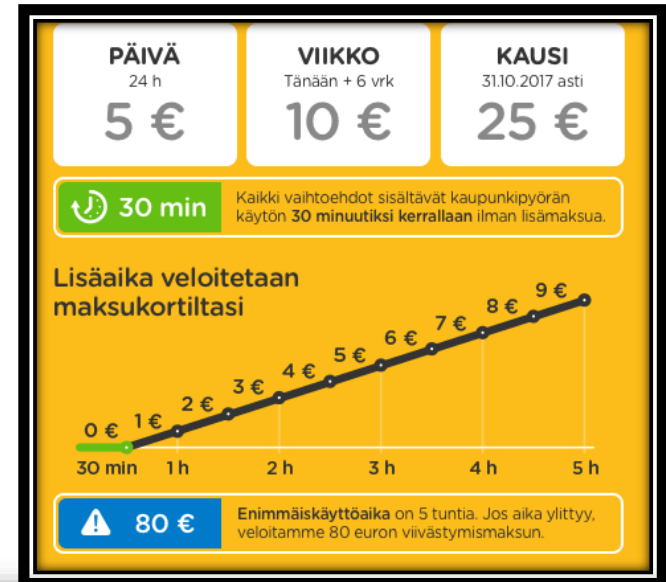 PÄIVÄ
24 h
5 €
VIIKKO
Tänään + 6 vrk
10 €
KAUSI
31.10.2017 asti
25 €
30 min
Kaikki vaihtoehdot sisältävät kaupunkipyörän
käytön 30 minuutiksi kerrallaan ilman lisämaksua.
Lisäaika veloitetaan
maksukortiltasi
0 € 1 € 2 € 3 € 4 € 5 € 6 € 7 € 8 € 9 €
30 min 1 h 2 h 3 h 4 h 5 h
80 €
Enimmäiskäyttöaika on 5 tuntia. Jos aika ylittyy,
veloitamme 80 euron viivästymismaksun.